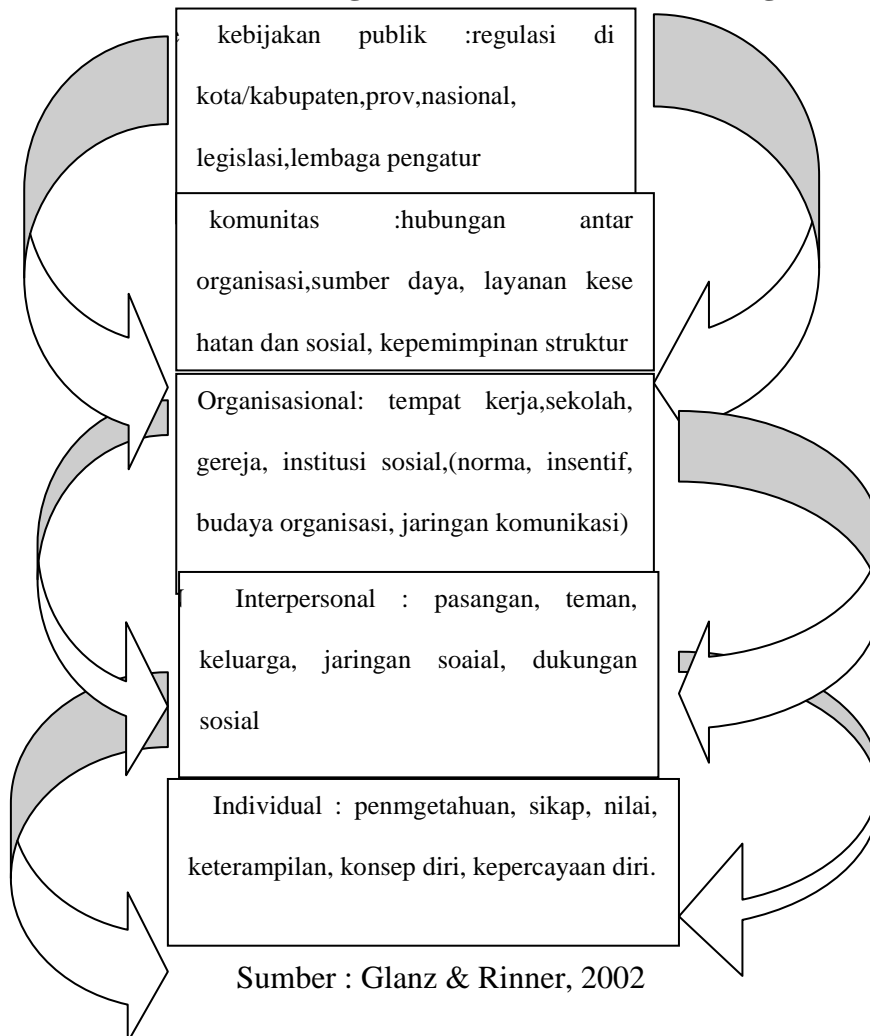 kebijakan publik :regulasi di
kota/kabupaten,prov,nasional,
legislasi,lembaga pengatur
komunitas :hubungan antar
organisasi,sumber daya, layanan kese
hatan dan sosial, kepemimpinan struktur
Organisasional: tempat kerja,sekolah,
gereja, institusi sosial,(norma, insentif,
budaya organisasi, jaringan komunikasi)
Interpersonal : pasangan, teman,
keluarga, jaringan soaial, dukungan
sosial
Individual : penmgetahuan, sikap, nilai,
keterampilan, konsep diri, kepercayaan diri.
Sumber : Glanz & Rinner, 2002